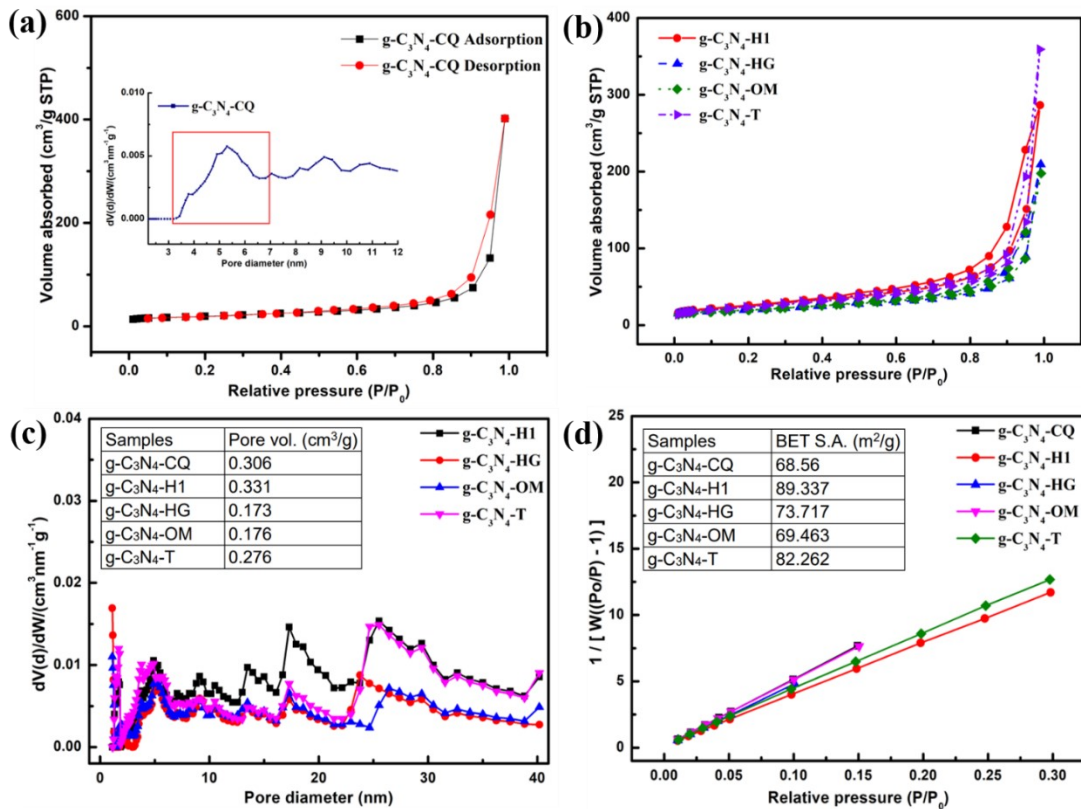 (a)
600
400
200
0
Volume absorbed (cm³/g STP)
g-C₃N₄-CQ Adsorption
g-C₃N₄-CQ Desorption
0.010
0.005
0.000
dV(d)/dW/(cm³nm⁻¹g⁻¹)
g-C₃N₄-CQ
3 4 5 6 7 8 9 10 11 12
Pore diameter (nm)
0.0 0.2 0.4 0.6 0.8 1.0
Relative pressure (P/P₀)
(b)
400
300
200
100
0
Volume absorbed (cm³/g STP)
g-C₃N₄-H1
g-C₃N₄-HG
g-C₃N₄-OM
g-C₃N₄-T
0.0 0.2 0.4 0.6 0.8 1.0
Relative pressure (P/P₀)
(c)
0.04
0.03
0.02
0.01
0.00
dV(d)/dW/(cm³nm⁻¹g⁻¹)
Samples Pore vol. (cm³/g)
g-C₃N₄-CQ 0.306
g-C₃N₄-H1 0.331
g-C₃N₄-HG 0.173
g-C₃N₄-OM 0.176
g-C₃N₄-T 0.276
g-C₃N₄-H1
g-C₃N₄-HG
g-C₃N₄-OM
g-C₃N₄-T
0 10 20 30 40
Pore diameter (nm)
(d)
25
20
15
10
5
0
1 / [ W((Po/P) - 1) ]
Samples BET S.A. (m²/g)
g-C₃N₄-CQ 68.56
g-C₃N₄-H1 89.337
g-C₃N₄-HG 73.717
g-C₃N₄-OM 69.463
g-C₃N₄-T 82.262
g-C₃N₄-CQ
g-C₃N₄-H1
g-C₃N₄-HG
g-C₃N₄-OM
g-C₃N₄-T
0.00 0.05 0.10 0.15 0.20 0.25 0.30
Relative pressure (P/P₀)